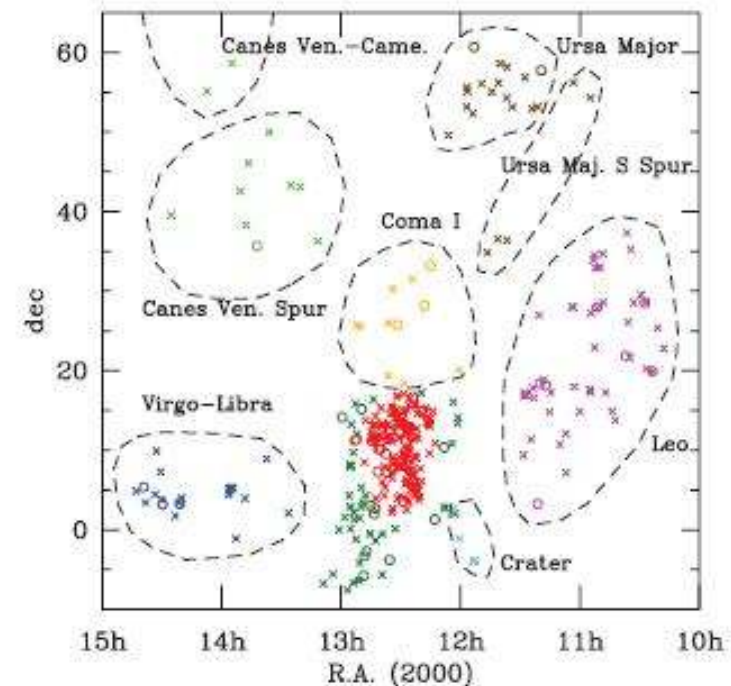 Canes Ven.-Came.
Ursa Major
Ursa Maj. S Spur
Coma I
Canes Ven. Spur
Virgo-Libra
Leo
Crater
60
40
20
0
dec
15h 14h 13h 12h 11h 10h
R.A. (2000)